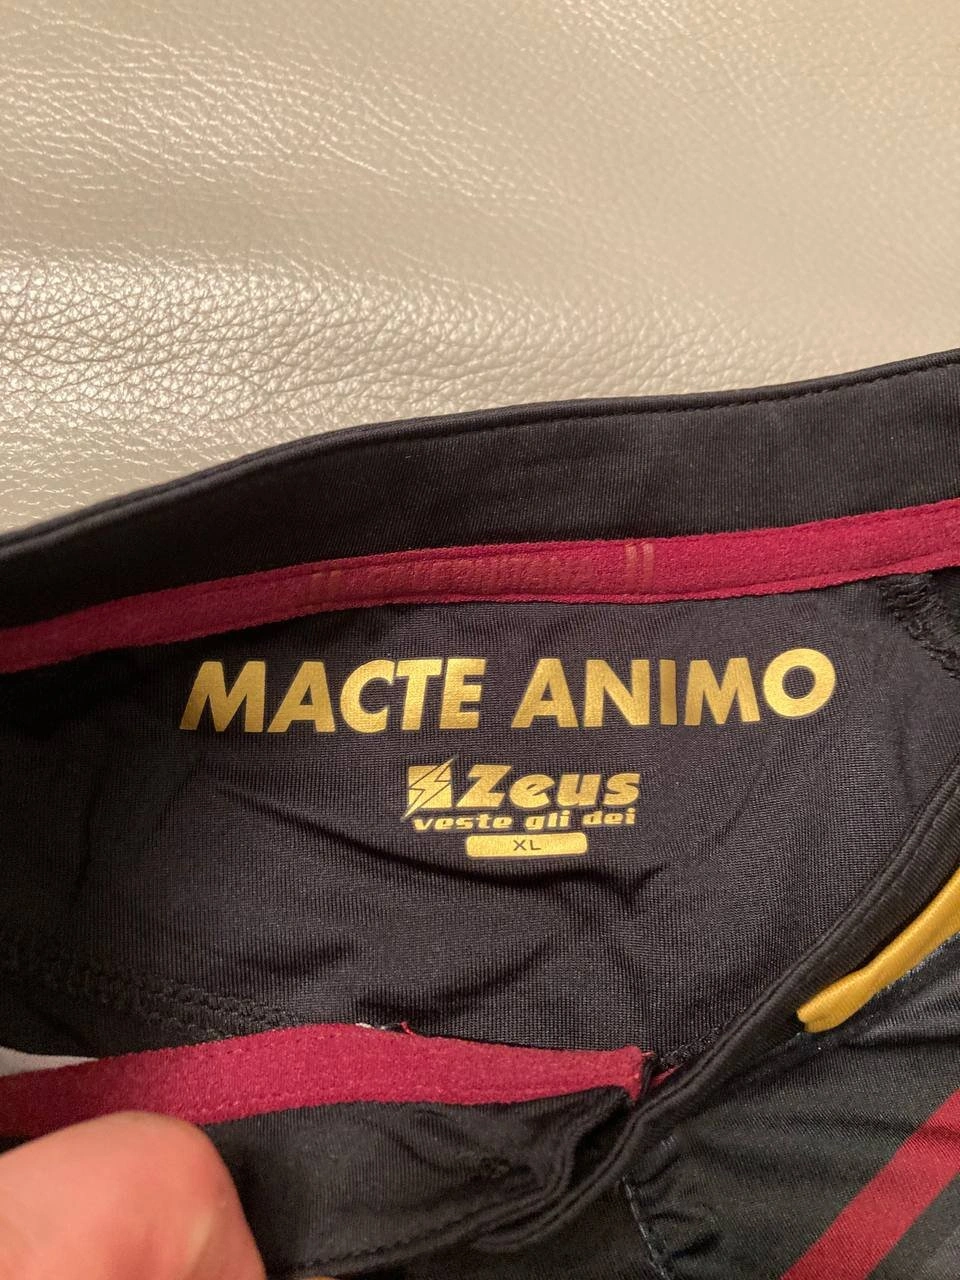 MACTE ANIMO
Zeus
veste gli dei
XL